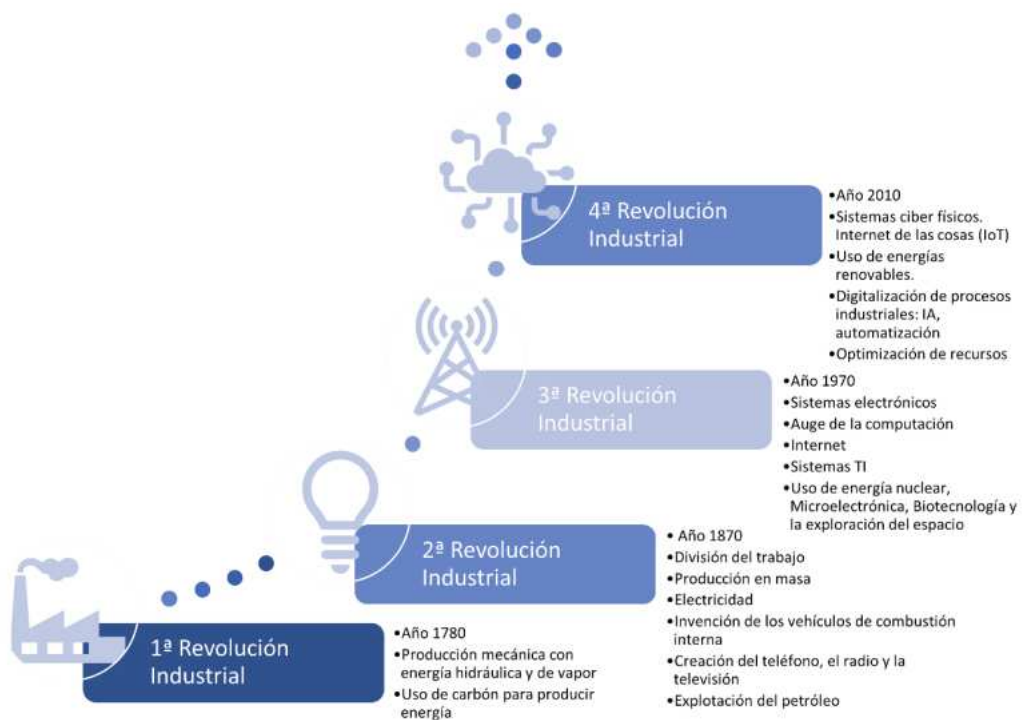 4ª Revolución
Industrial
•Año 2010
•Sistemas ciber físicos.
Internet de las cosas (IoT)
•Uso de energías
renovables.
•Digitalización de procesos
industriales: IA,
automatización
•Optimización de recursos
3ª Revolución
Industrial
•Año 1970
•Sistemas electrónicos
•Auge de la computación
•Internet
•Sistemas TI
•Uso de energía nuclear,
Microelectrónica, Biotecnología y
la exploración del espacio
2ª Revolución
Industrial
• Año 1870
•División del trabajo
•Producción en masa
•Electricidad
•Invención de los vehículos de combustión
interna
•Creación del teléfono, el radio y la
televisión
•Explotación del petróleo
1ª Revolución
Industrial
•Año 1780
•Producción mecánica con
energía hidráulica y de vapor
•Uso de carbón para producir
energía